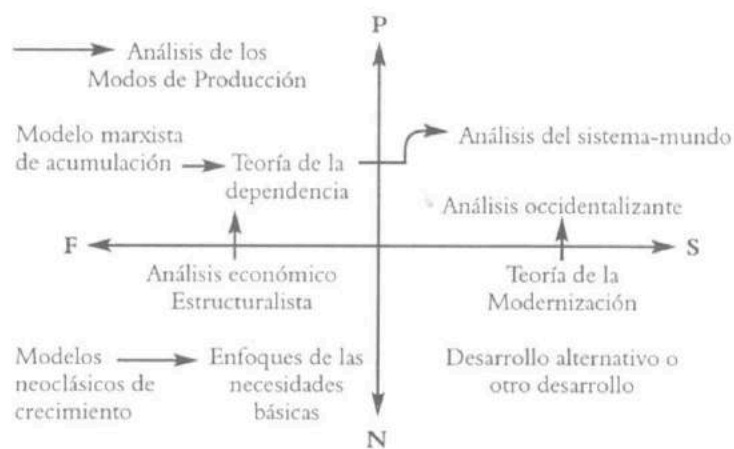 P
Análisis de los
Modos de Producción
Modelo marxista
de acumulación
Teoría de la
dependencia
Análisis del sistema-mundo
Análisis occidentalizante
F
S
Análisis económico
Estructuralista
Teoría de la
Modernización
Modelos
neoclásicos de
crecimiento
Enfoques de las
necesidades
básicas
Desarrollo alternativo o
otro desarrollo
N